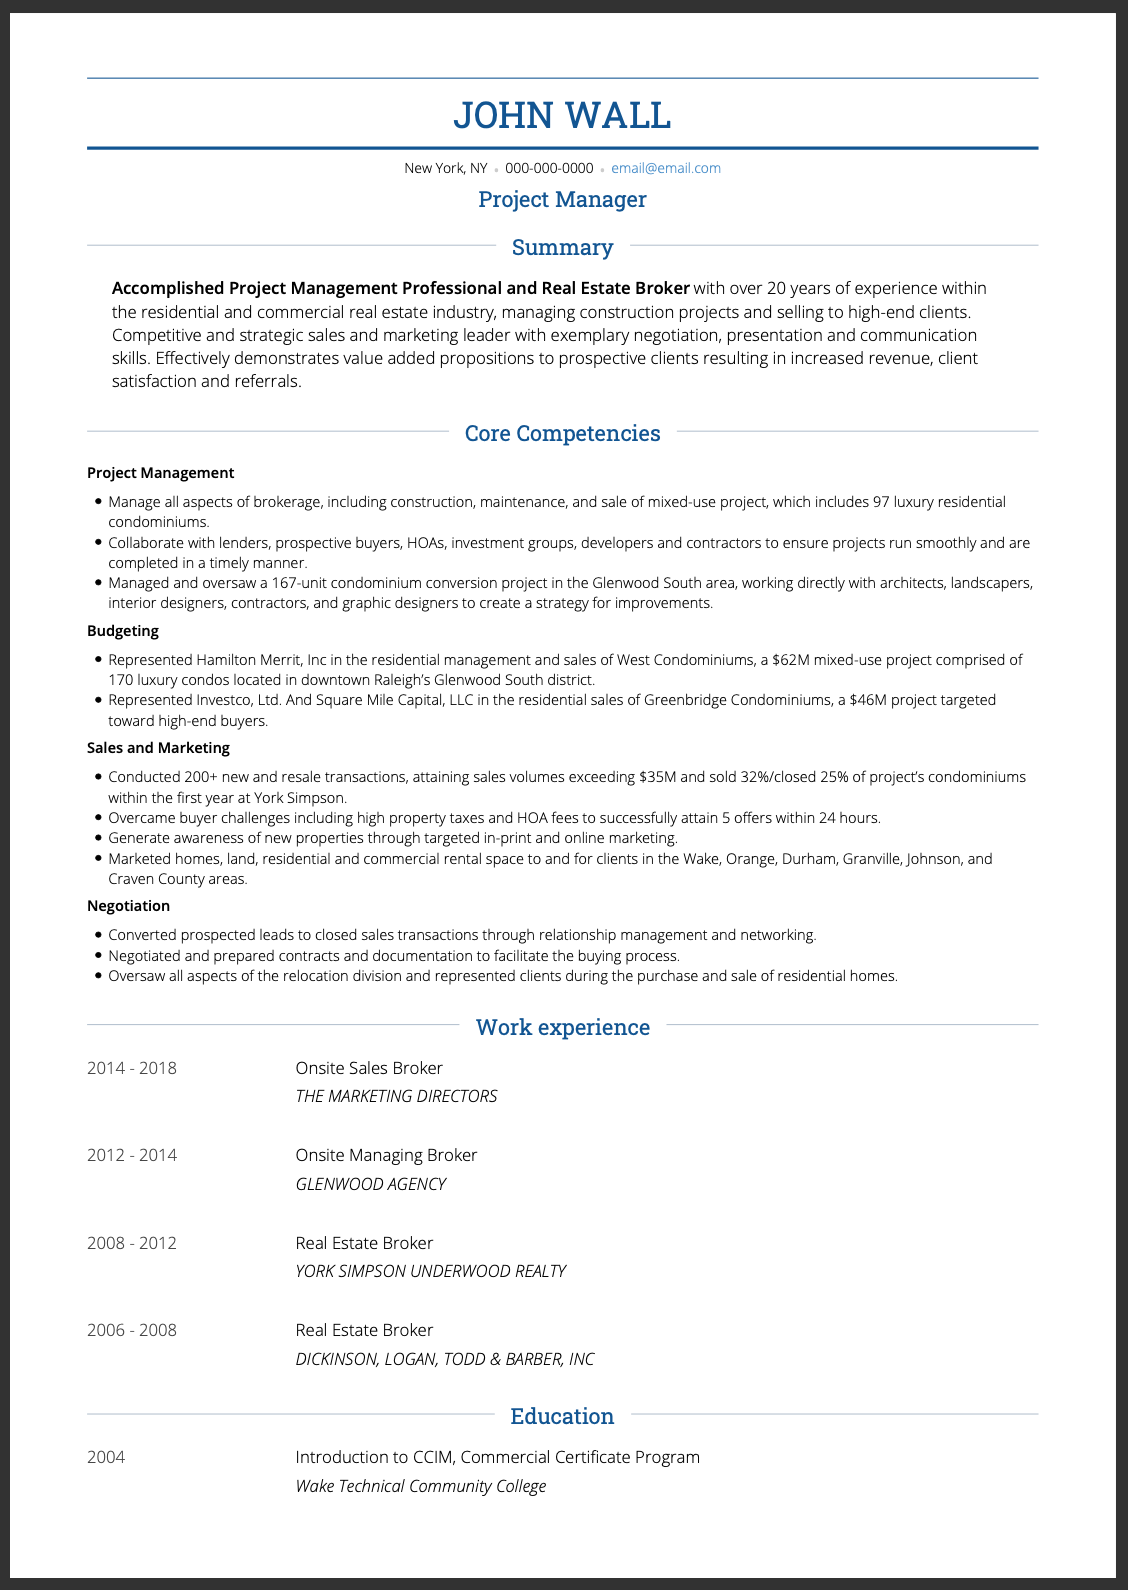 JOHN WALL
New York, NY • 000-000-0000 • email@email.com
Project Manager
Summary
Accomplished Project Management Professional and Real Estate Broker with over 20 years of experience within
the residential and commercial real estate industry, managing construction projects and selling to high-end clients.
Competitive and strategic sales and marketing leader with exemplary negotiation, presentation and communication
skills. Effectively demonstrates value added propositions to prospective clients resulting in increased revenue, client
satisfaction and referrals.
Core Competencies
Project Management
• Manage all aspects of brokerage, including construction, maintenance, and sale of mixed-use project, which includes 97 luxury residential
condominiums.
• Collaborate with lenders, prospective buyers, HOAs, investment groups, developers and contractors to ensure projects run smoothly and are
completed in a timely manner.
• Managed and oversaw a 167-unit condominium conversion project in the Glenwood South area, working directly with architects, landscapers,
interior designers, contractors, and graphic designers to create a strategy for improvements.
Budgeting
• Represented Hamilton Merrit, Inc in the residential management and sales of West Condominiums, a $62M mixed-use project comprised of
170 luxury condos located in downtown Raleigh's Glenwood South district.
• Represented Investco, Ltd. And Square Mile Capital, LLC in the residential sales of Greenbridge Condominiums, a $46M project targeted
toward high-end buyers.
Sales and Marketing
• Conducted 200+ new and resale transactions, attaining sales volumes exceeding $35M and sold 32%/closed 25% of project's condominiums
within the first year at York Simpson.
• Overcame buyer challenges including high property taxes and HOA fees to successfully attain 5 offers within 24 hours.
• Generate awareness of new properties through targeted in-print and online marketing.
• Marketed homes, land, residential and commercial rental space to and for clients in the Wake, Orange, Durham, Granville, Johnson, and
Craven County areas.
Negotiation
• Converted prospected leads to closed sales transactions through relationship management and networking.
• Negotiated and prepared contracts and documentation to facilitate the buying process.
• Oversaw all aspects of the relocation division and represented clients during the purchase and sale of residential homes.
Work experience
2014 - 2018 Onsite Sales Broker
THE MARKETING DIRECTORS
2012 - 2014 Onsite Managing Broker
GLENWOOD AGENCY
2008 - 2012 Real Estate Broker
YORK SIMPSON UNDERWOOD REALTY
2006 - 2008 Real Estate Broker
DICKINSON, LOGAN, TODD & BARBER, INC
Education
2004 Introduction to CCIM, Commercial Certificate Program
Wake Technical Community College